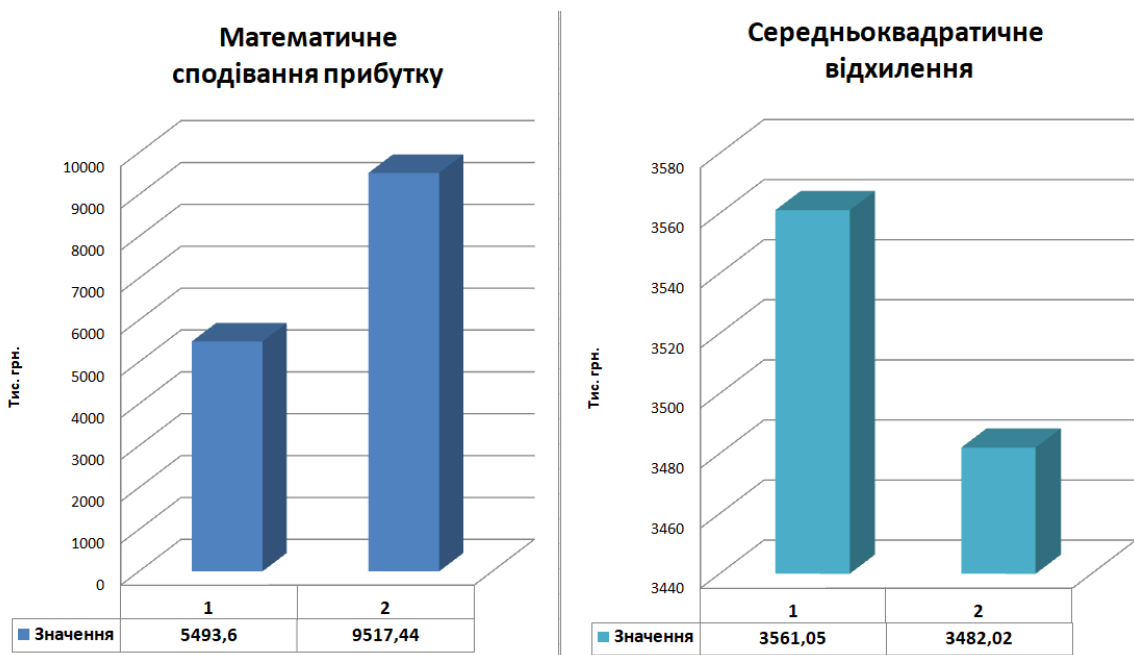 Математичне
сподівання прибутку
10000
9000
8000
7000
6000
5000
4000
3000
2000
1000
0
Тис. грн.
1 2
Значення 5493,6 9517,44
Середньоквадратичне
відхилення
3580
3560
3540
3520
3500
3480
3460
3440
Тис. грн.
1 2
Значення 3561,05 3482,02